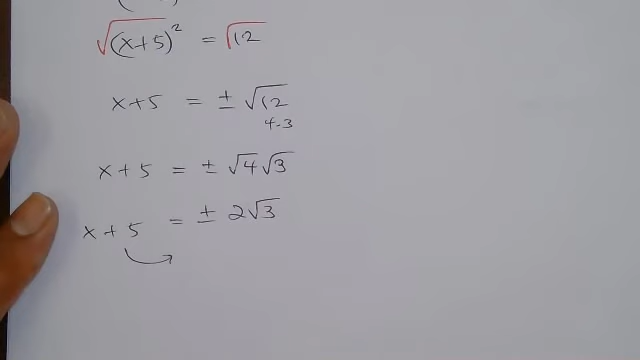 √(x+5)² = √12
x+5 = ± √12
4·3
x+5 = ± √4√3
x+5 = ± 2√3